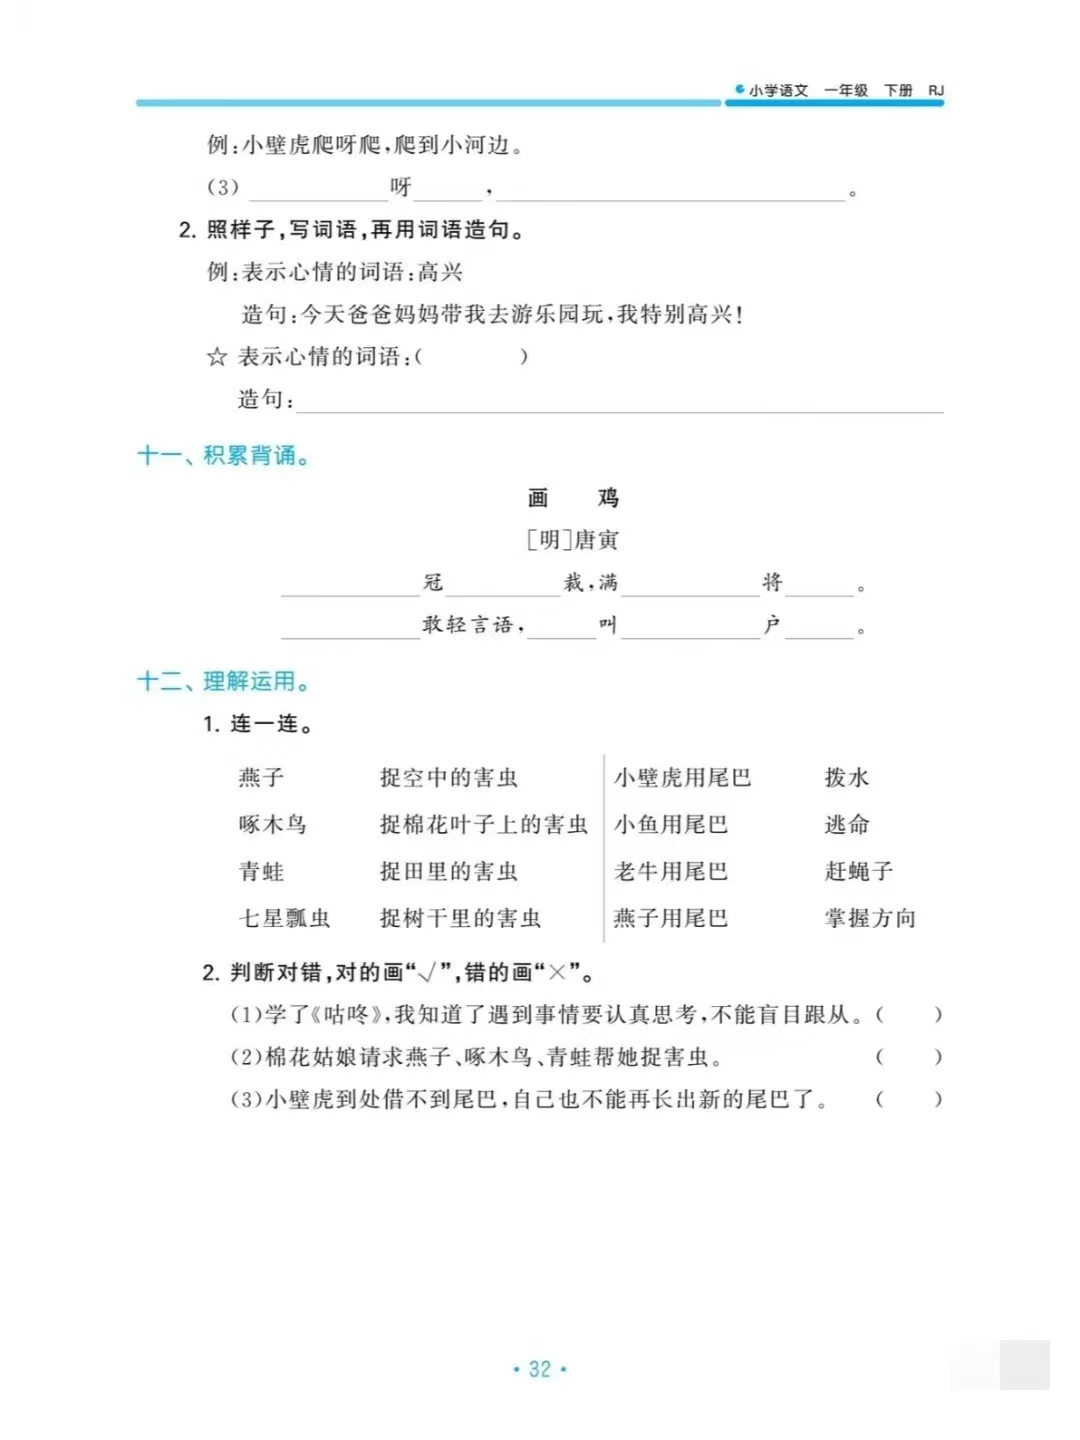 小学语文 一年级 下册 RJ
例:小壁虎爬呀爬,爬到小河边。
(3)________呀____,____________________。
2. 照样子,写词语,再用词语造句。
例:表示心情的词语:高兴
造句:今天爸爸妈妈带我去游乐园玩,我特别高兴!
☆ 表示心情的词语:(    )
造句:____________________
十一、积累背诵。
画 鸡
[明]唐寅
________冠________裁,满________将____。
________敢轻言语,____叫________户____。
十二、理解运用。
1. 连一连。
燕子 捉空中的害虫 小壁虎用尾巴 拨水
啄木鸟 捉棉花叶子上的害虫 小鱼用尾巴 逃命
青蛙 捉田里的害虫 老牛用尾巴 赶蝇子
七星瓢虫 捉树干里的害虫 燕子用尾巴 掌握方向
2. 判断对错,对的画“√”,错的画“×”。
(1)学了《咕咚》,我知道了遇到事情要认真思考,不能盲目跟从。(    )
(2)棉花姑娘请求燕子、啄木鸟、青蛙帮她捉害虫。(    )
(3)小壁虎到处借不到尾巴,自己也不能再长出新的尾巴了。(    )
· 32 ·